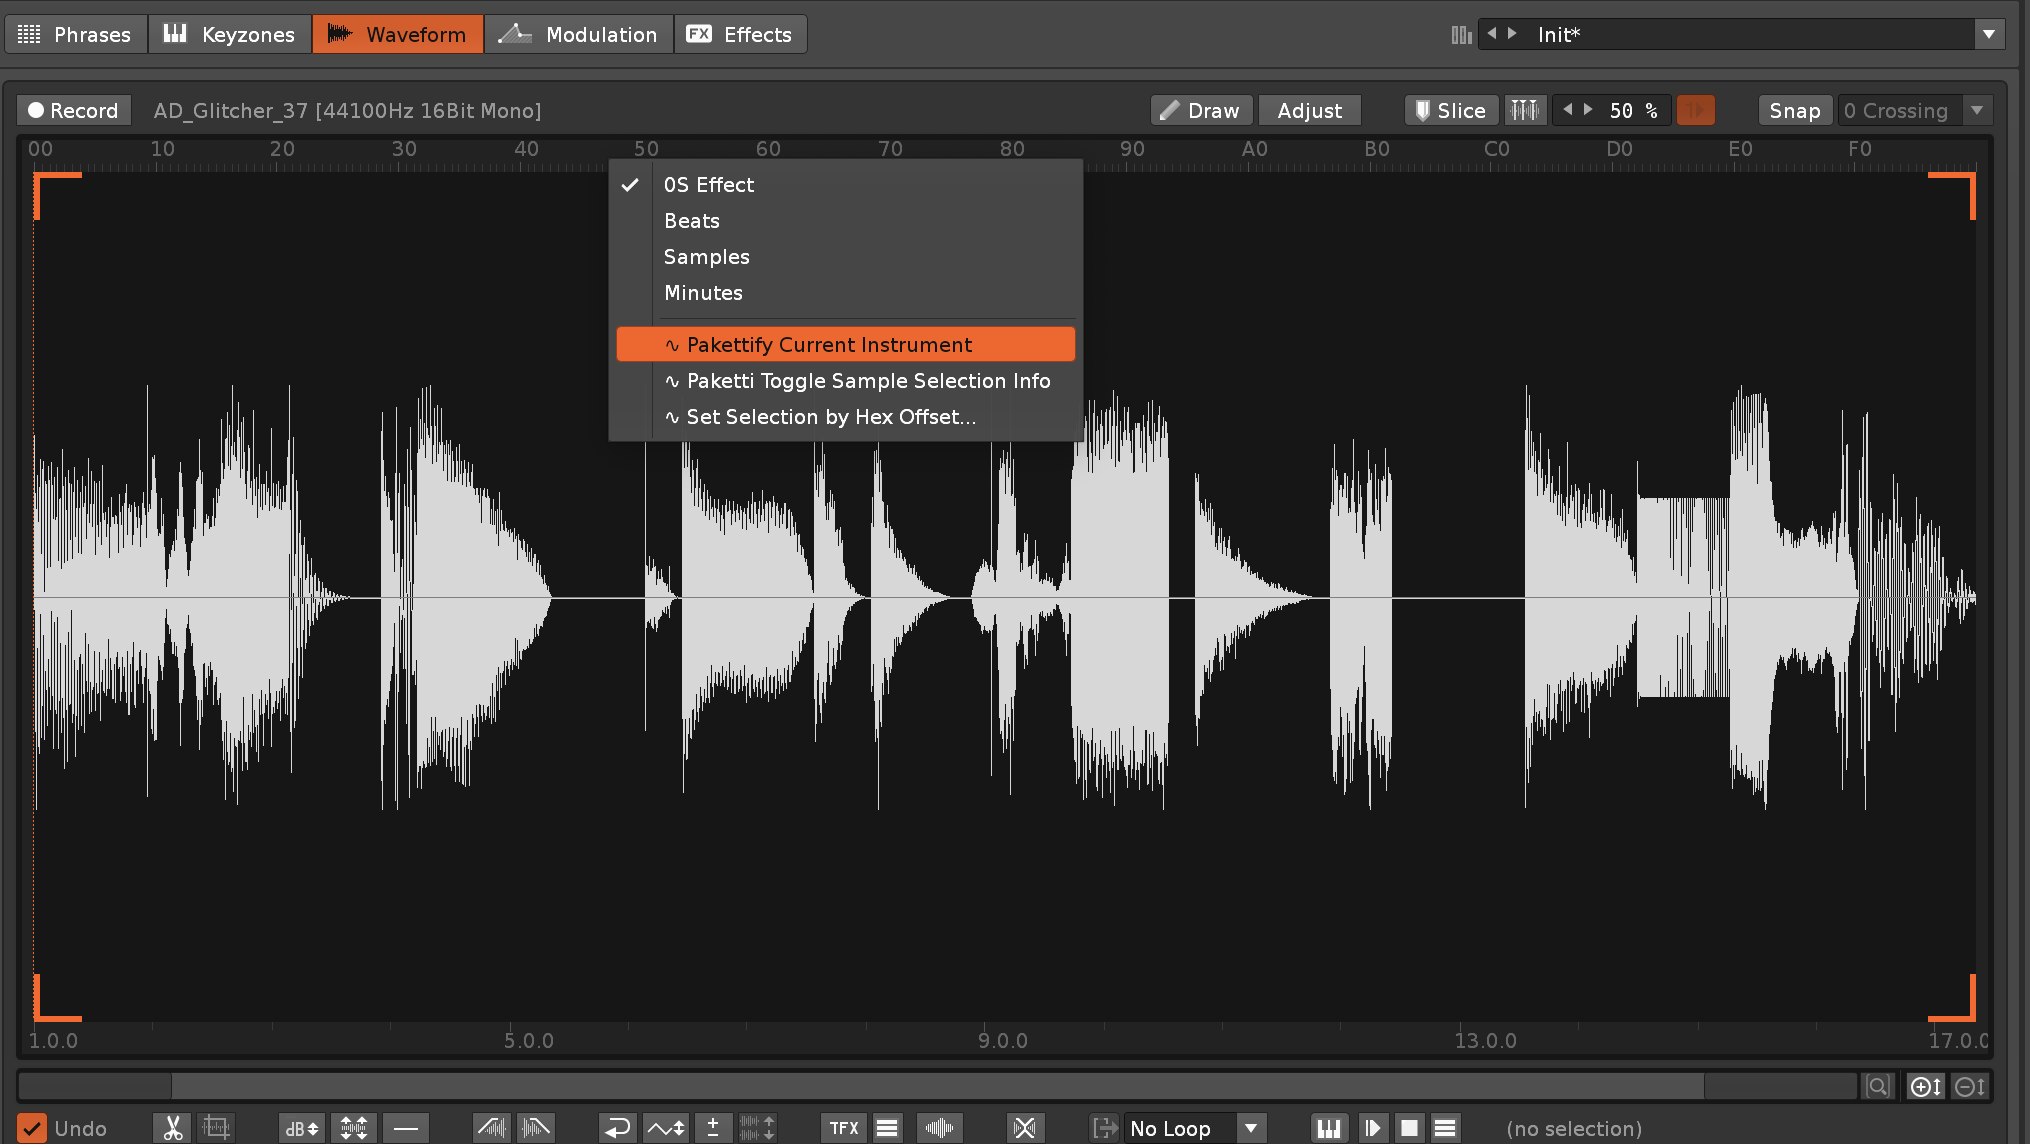 Phrases Keyzones Waveform Modulation FX Effects Init*
Record AD_Glitcher_37 [44100Hz 16Bit Mono] Draw Adjust Slice 50 % Snap 0 Crossing
00 10 20 30 40 50 60 70 80 90 A0 B0 C0 D0 E0 F0
0S Effect
Beats
Samples
Minutes
∿ Pakettify Current Instrument
∿ Paketti Toggle Sample Selection Info
∿ Set Selection by Hex Offset...
1.0.0 5.0.0 9.0.0 13.0.0 17.0.0
Undo dB TFX No Loop (no selection)